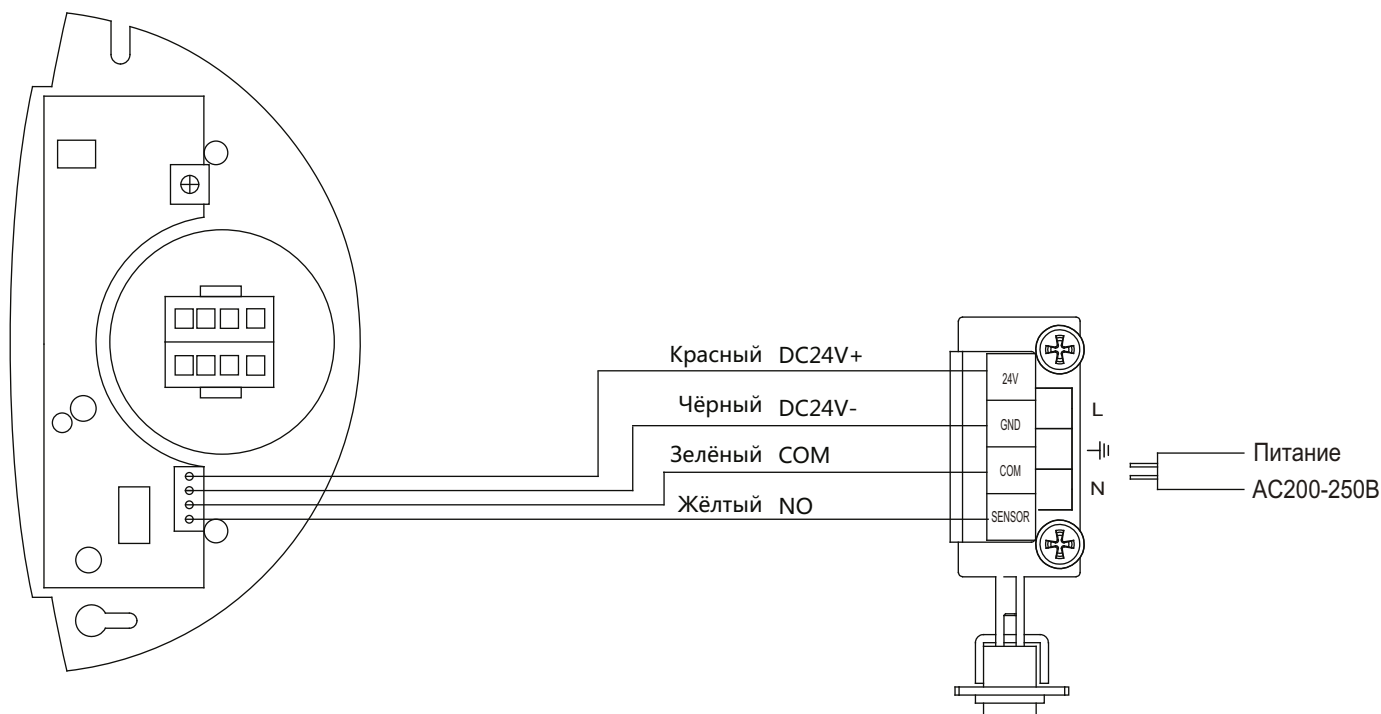 Красный DC24V+
24V
Чёрный DC24V-
GND
L
Зелёный COM
COM
Питание
N
AC200-250В
Жёлтый NO
SENSOR